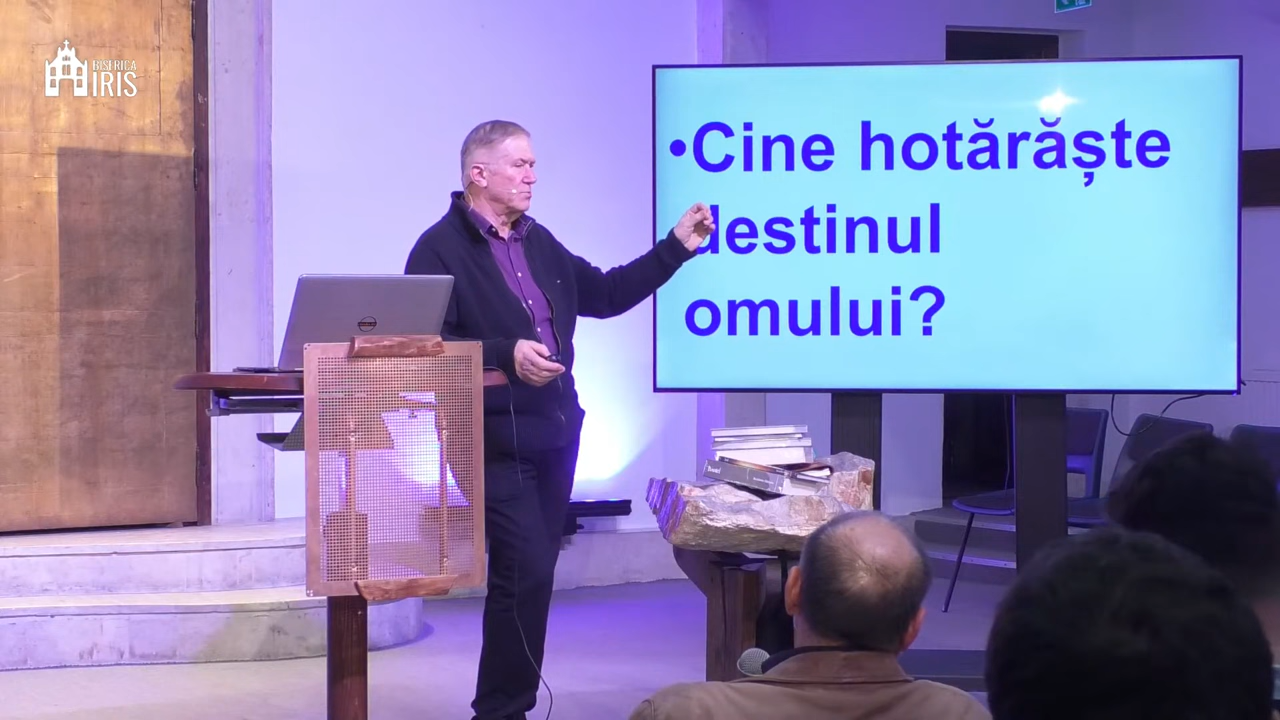 BISERICA
IRIS
•Cine hotărăște
destinul
omului?